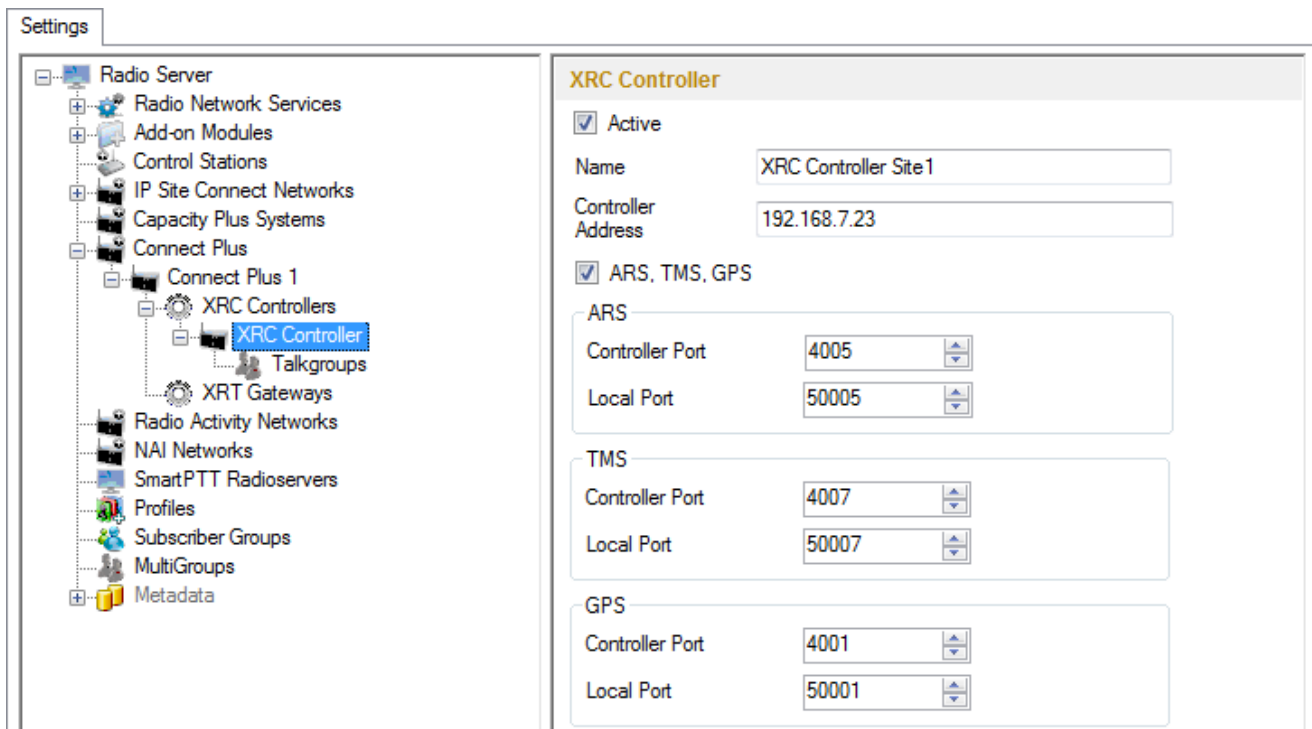 Settings
Radio Server
Radio Network Services
Add-on Modules
Control Stations
IP Site Connect Networks
Capacity Plus Systems
Connect Plus
Connect Plus 1
XRC Controllers
XRC Controller
Talkgroups
XRT Gateways
Radio Activity Networks
NAI Networks
SmartPTT Radioservers
Profiles
Subscriber Groups
MultiGroups
Metadata
XRC Controller
Active
Name XRC Controller Site1
Controller
Address 192.168.7.23
ARS, TMS, GPS
ARS
Controller Port 4005
Local Port 50005
TMS
Controller Port 4007
Local Port 50007
GPS
Controller Port 4001
Local Port 50001